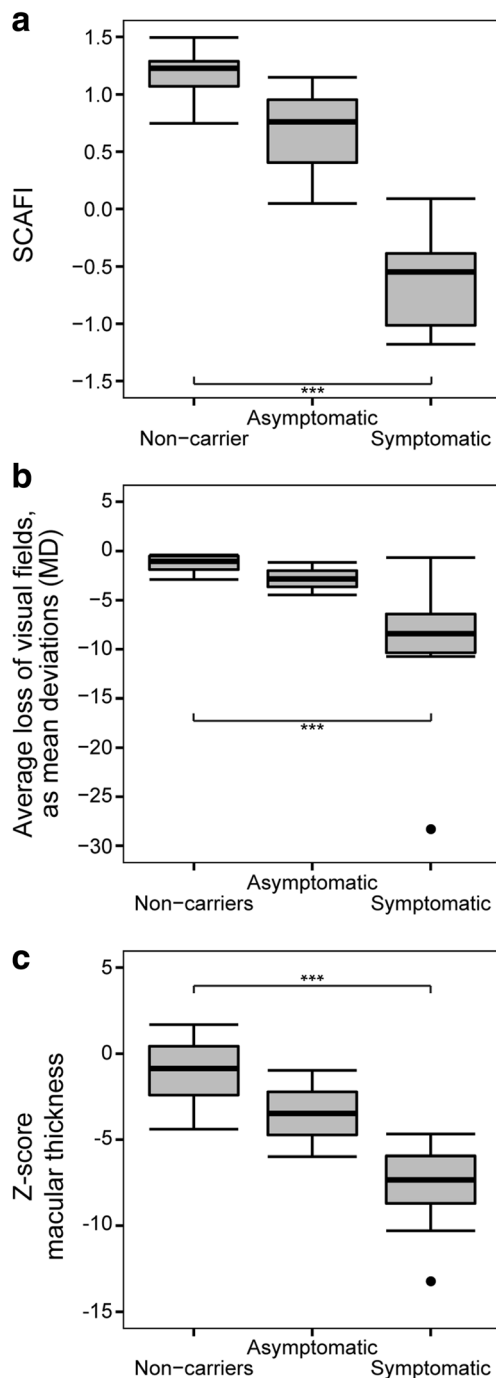 a
SCAFI
1.5
1.0
0.5
0.0
−0.5
−1.0
−1.5
***
Asymptomatic
Non−carrier
Symptomatic
b
Average loss of visual fields,
as mean deviations (MD)
5
0
−5
−10
−15
−20
−25
−30
***
Asymptomatic
Non−carriers
Symptomatic
c
Z-score
macular thickness
5
0
-5
-10
-15
***
Asymptomatic
Non−carriers
Symptomatic